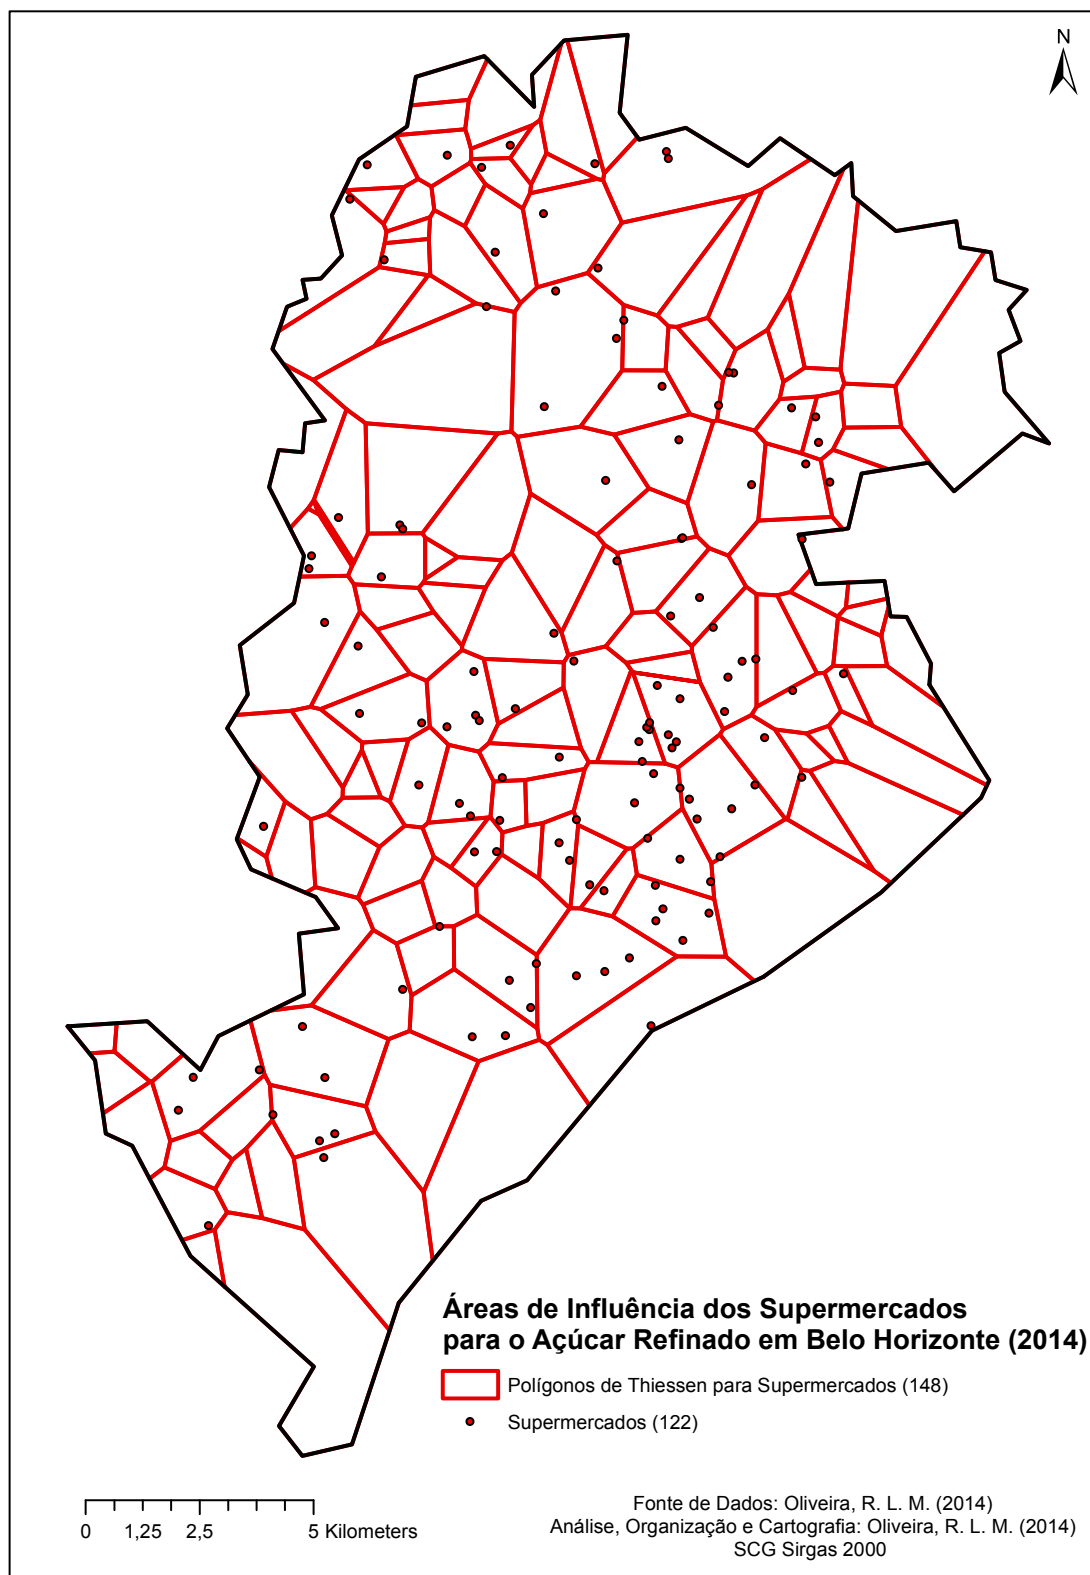 N
Áreas de Influência dos Supermercados
para o Açúcar Refinado em Belo Horizonte (2014)
Polígonos de Thiessen para Supermercados (148)
Supermercados (122)
0 1,25 2,5 5 Kilometers
Fonte de Dados: Oliveira, R. L. M. (2014)
Análise, Organização e Cartografia: Oliveira, R. L. M. (2014)
SCG Sirgas 2000